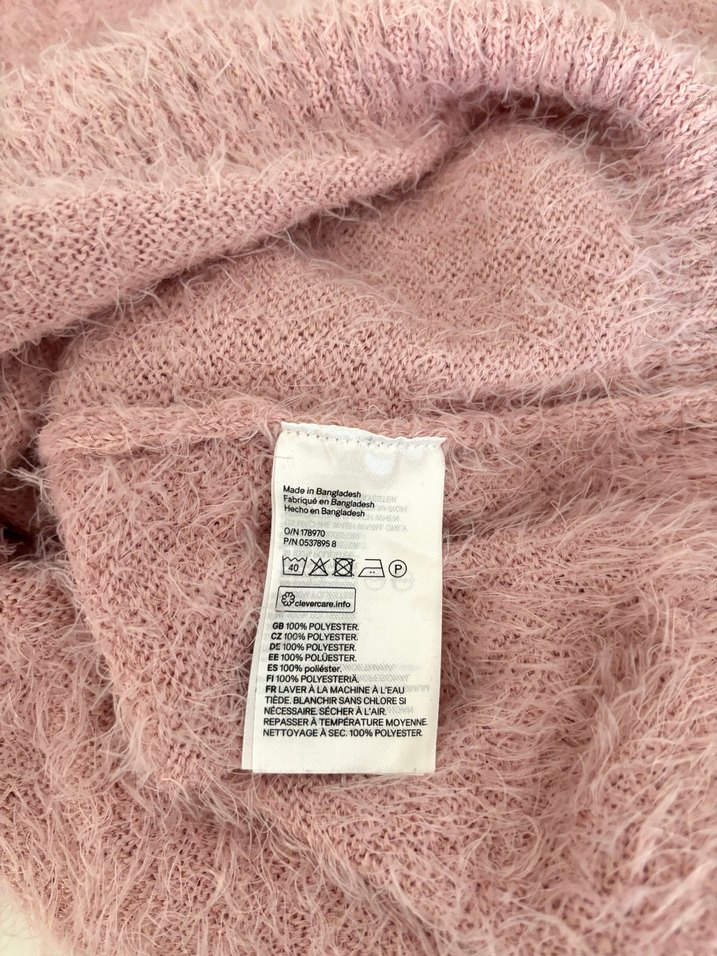 Made in Bangladesh
Fabriqué en Bangladesh
Hecho en Bangladesh
O/N 178970
P/N 0537895 8
40 P
clevercare.info
GB 100% POLYESTER.
CZ 100% POLYESTER.
DE 100% POLYESTER.
EE 100% POLÜESTER.
ES 100% poliéster.
FI 100% POLYESTERIÄ.
FR LAVER À LA MACHINE À L'EAU
TIÈDE. BLANCHIR SANS CHLORE SI
NÉCESSAIRE. SÉCHER À L'AIR.
REPASSER À TEMPÉRATURE MOYENNE.
NETTOYAGE À SEC. 100% POLYESTER.